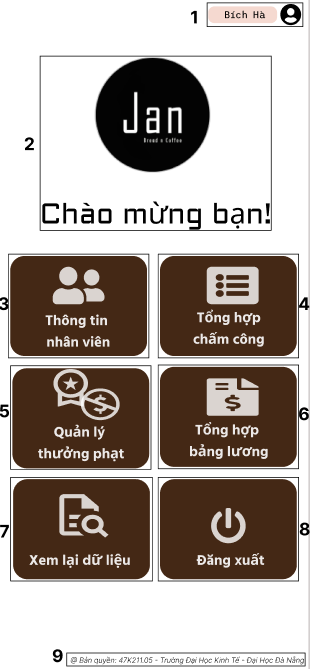 1
Bích Hà
2
Jan
Bread n Coffee
Chào mừng bạn!
3
Thông tin
nhân viên
4
Tổng hợp
chấm công
5
Quản lý
thưởng phạt
6
Tổng hợp
bảng lương
7
Xem lại dữ liệu
8
Đăng xuất
9
@ Bản quyền: 47K211.05 - Trường Đại Học Kinh Tế - Đại Học Đà Nẵng